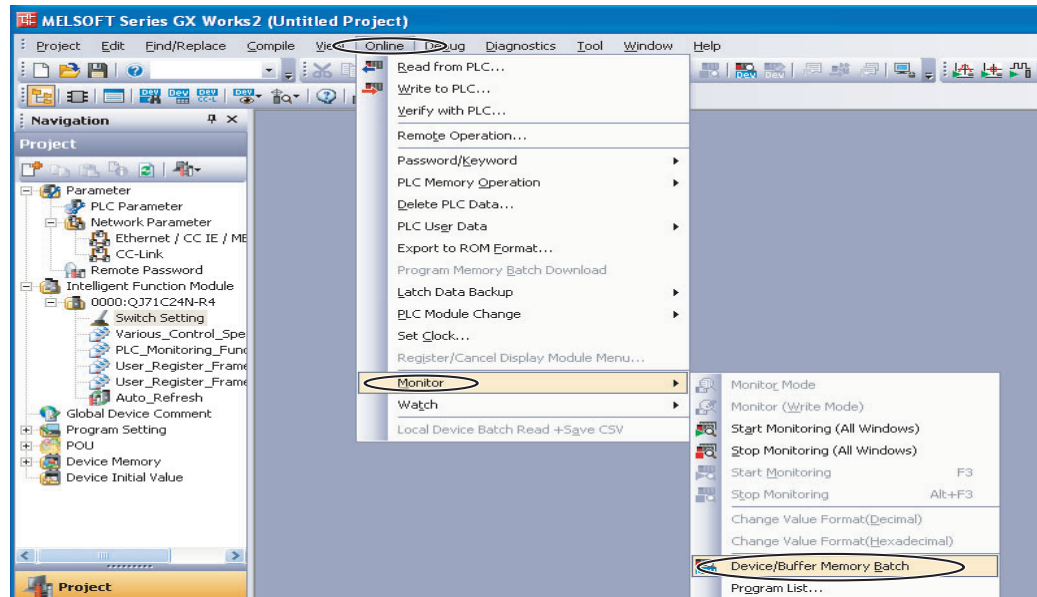 MELSOFT Series GX Works2 (Untitled Project)
Project Edit Find/Replace Compile View Online Debug Diagnostics Tool Window Help
Navigation
Project
Parameter
PLC Parameter
Network Parameter
Ethernet / CC IE / ME
CC-Link
Remote Password
Intelligent Function Module
0000:QJ71C24N-R4
Switch Setting
Various_Control_Spe
PLC_Monitoring_Func
User_Register_Frame
User_Register_Frame
Auto_Refresh
Global Device Comment
Program Setting
POU
Device Memory
Device Initial Value
Project
Read from PLC...
Write to PLC...
Verify with PLC...
Remote Operation...
Password/Keyword
PLC Memory Operation
Delete PLC Data...
PLC User Data
Export to ROM Format...
Program Memory Batch Download
Latch Data Backup
PLC Module Change
Set Clock...
Register/Cancel Display Module Menu...
Monitor
Watch
Local Device Batch Read +Save CSV
Monitor Mode
Monitor (Write Mode)
Start Monitoring (All Windows)
Stop Monitoring (All Windows)
Start Monitoring F3
Stop Monitoring Alt+F3
Change Value Format(Decimal)
Change Value Format(Hexadecimal)
Device/Buffer Memory Batch
Program List...